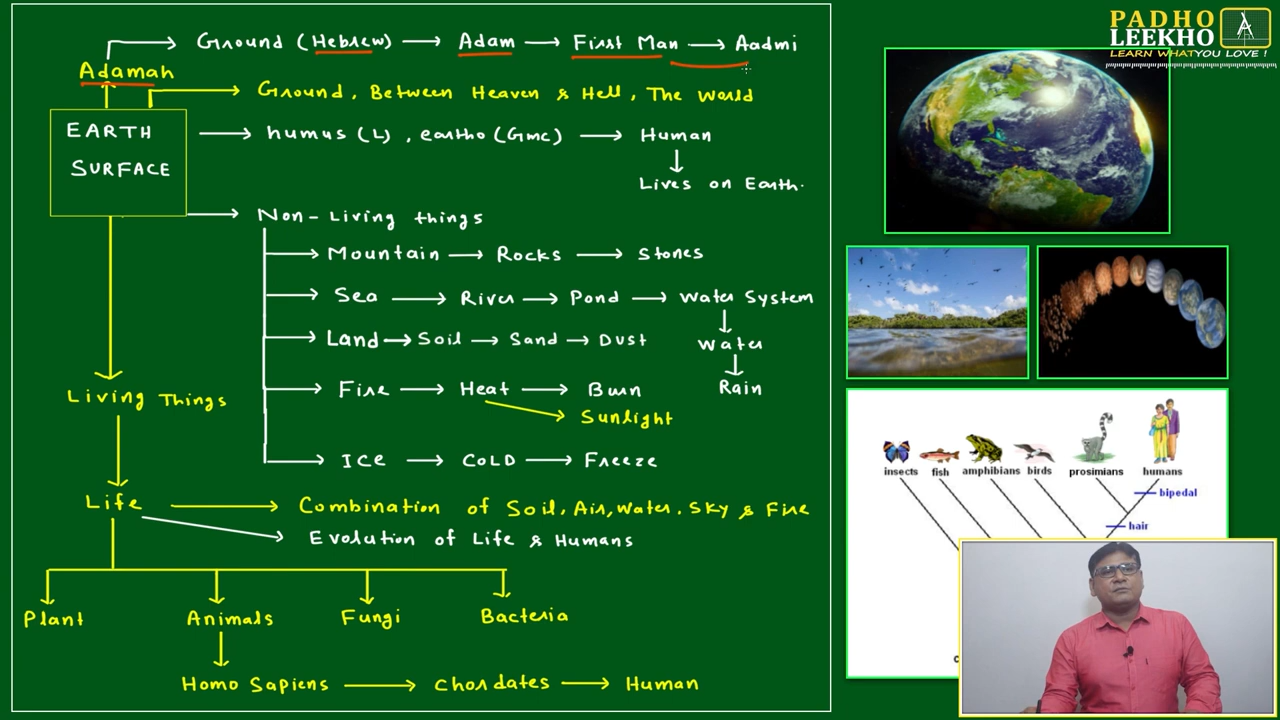 Ground (Hebrew) → Adam → First Man → Aadmi
Adamah
Ground, Between Heaven & Hell, The World
EARTH
SURFACE
humus (L), eartho (Gmc) → Human
Lives on Earth.
Non-Living things
Mountain → Rocks → Stones
Sea → River → Pond → Water System
Land → Soil → Sand → Dust
Water
Fire → Heat → Burn
Rain
Sunlight
Living Things
ICe → COLD → Freeze
Life → Combination of Soil, Air, Water, Sky & Fire
Evolution of Life & Humans
Plant
Animals
Fungi
Bacteria
Homo Sapiens → Chordates → Human
PADHO
LEEKHO
LEARN WHAT YOU LOVE !
insects fish amphibians birds prosimians humans
bipedal
hair